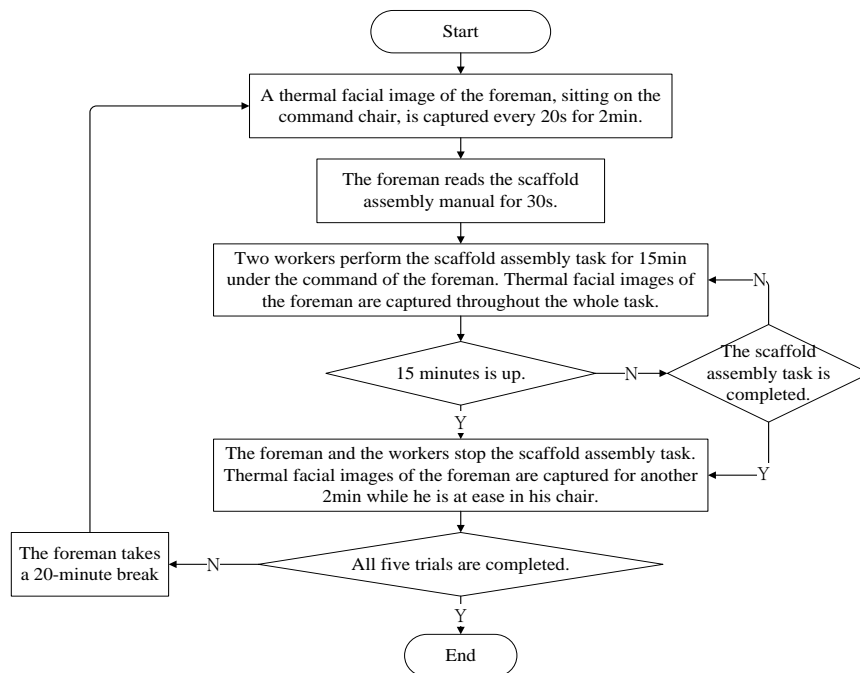 Start
A thermal facial image of the foreman, sitting on the
command chair, is captured every 20s for 2min.
The foreman reads the scaffold
assembly manual for 30s.
Two workers perform the scaffold assembly task for 15min
under the command of the foreman. Thermal facial images of
the foreman are captured throughout the whole task.
N
15 minutes is up.
N
The scaffold
assembly task is
completed.
Y
Y
The foreman and the workers stop the scaffold assembly task.
Thermal facial images of the foreman are captured for another
2min while he is at ease in his chair.
The foreman takes
a 20-minute break
N
All five trials are completed.
Y
End